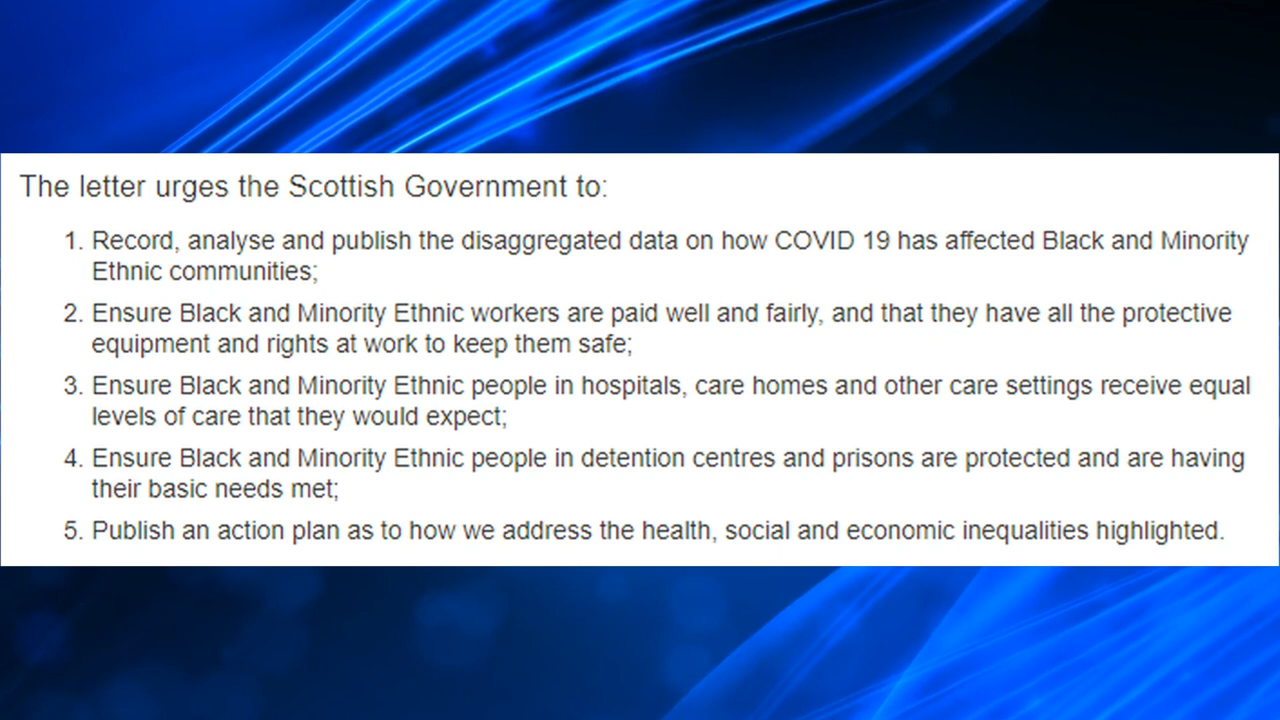 The letter urges the Scottish Government to:
1. Record, analyse and publish the disaggregated data on how COVID 19 has affected Black and Minority
Ethnic communities;
2. Ensure Black and Minority Ethnic workers are paid well and fairly, and that they have all the protective
equipment and rights at work to keep them safe;
3. Ensure Black and Minority Ethnic people in hospitals, care homes and other care settings receive equal
levels of care that they would expect;
4. Ensure Black and Minority Ethnic people in detention centres and prisons are protected and are having
their basic needs met;
5. Publish an action plan as to how we address the health, social and economic inequalities highlighted.